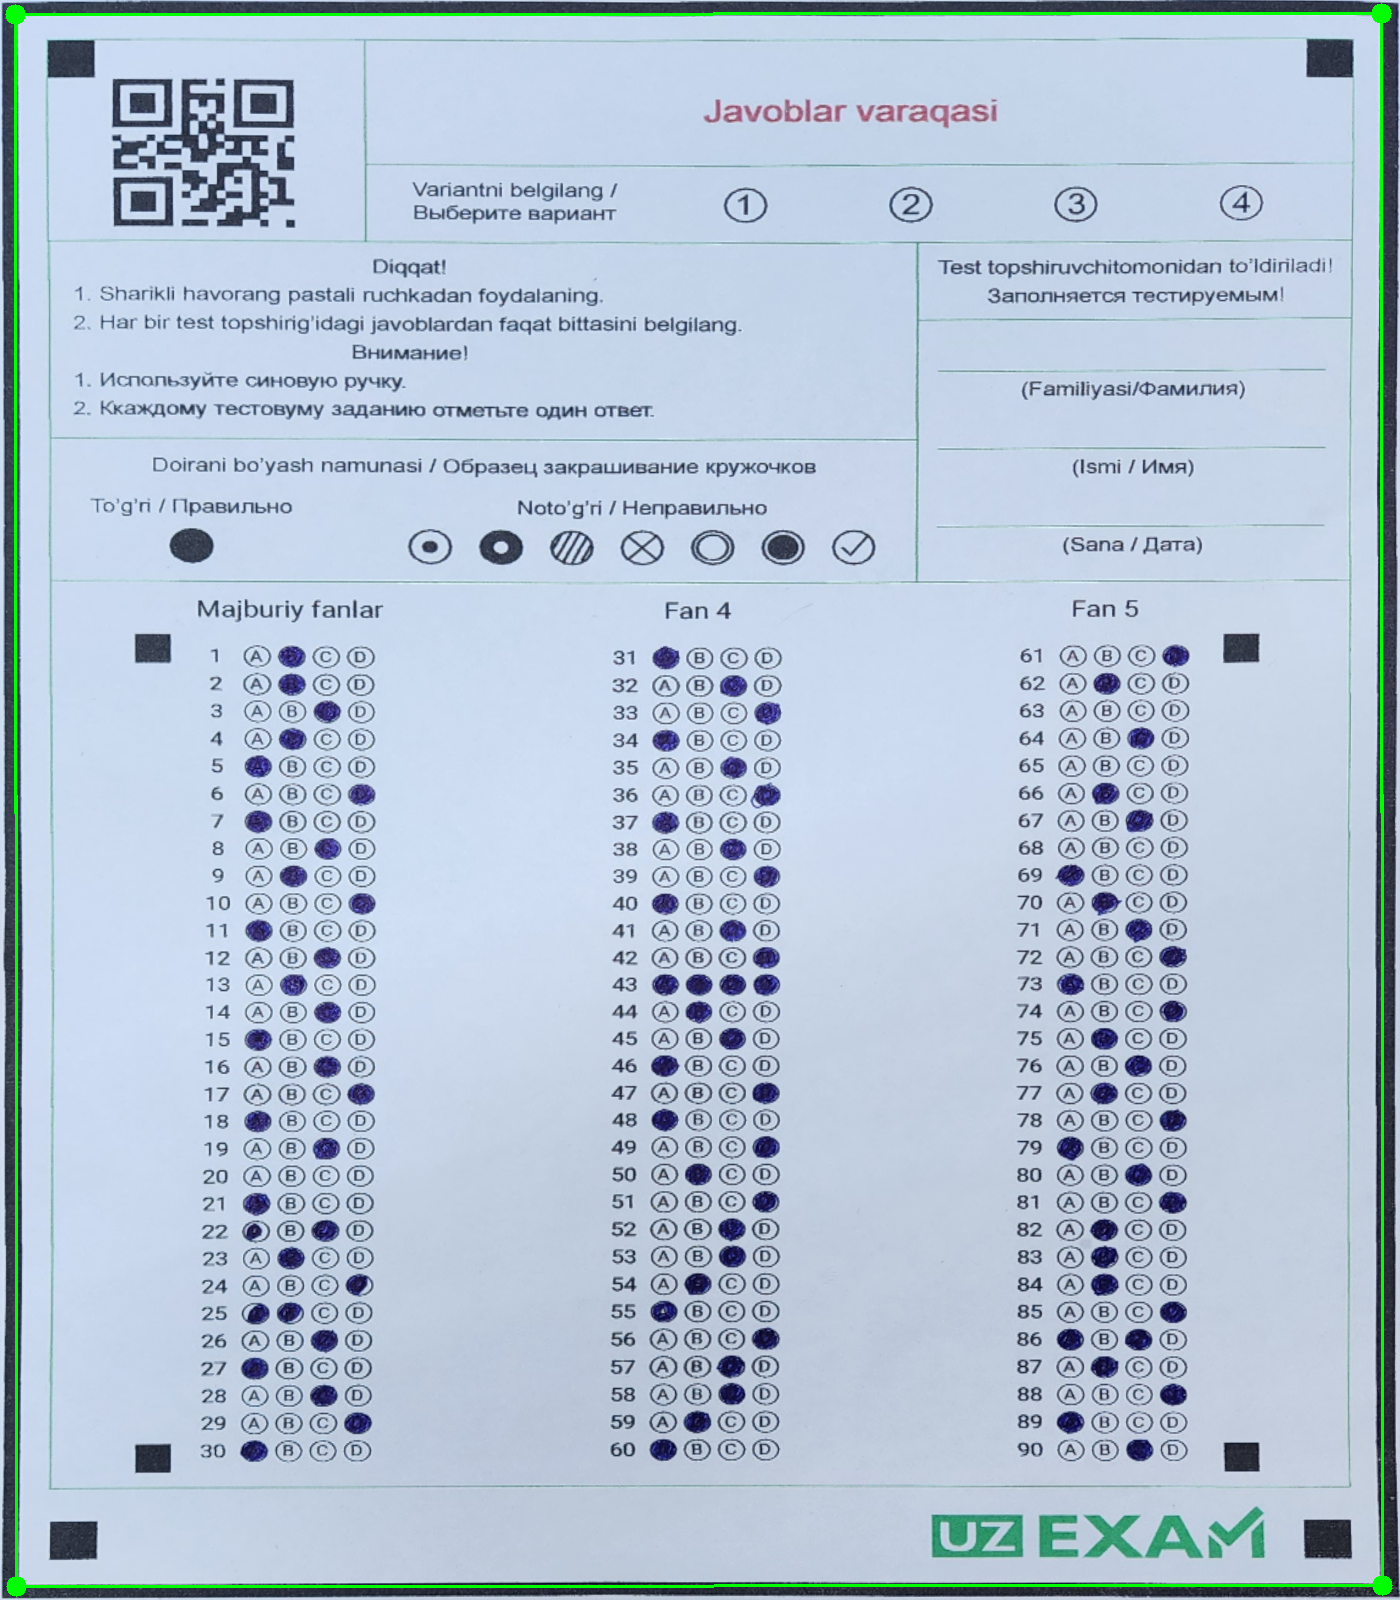 Javoblar varaqasi
Variantni belgilang /
Выберите вариант
1 2 3 4
Diqqat!
1. Sharikli havorang pastali ruchkadan foydalaning.
2. Har bir test topshirig'idagi javoblardan faqat bittasini belgilang.
Внимание!
1. Используйте синовую ручку.
2. Ккаждому тестовуму заданию отметьте один ответ.
Test topshiruvchitomonidan to'ldiriladi!
Заполняется тестируемым!
(Familiyasi/Фамилия)
(Ismi / Имя)
(Sana / Дата)
Doirani bo'yash namunasi / Образец закрашивание кружочков
To'g'ri / Правильно
Noto'g'ri / Неправильно
Majburiy fanlar
1 A C D
2 A C D
3 A B D
4 A C D
5 B C D
6 A B C
7 B C D
8 A B D
9 A C D
10 A B C
11 B C D
12 A B D
13 A C D
14 A B D
15 B C D
16 A B D
17 A B C
18 B C D
19 A B D
20 A B C D
21 B C D
22 B D
23 A C D
24 A B C
25 C D
26 A B D
27 B C D
28 A B D
29 A B C
30 B C D
Fan 4
31 B C D
32 A B D
33 A B C
34 B C D
35 A B D
36 A B C
37 B C D
38 A B D
39 A B C
40 B C D
41 A B D
42 A B C
43
44 A C D
45 A B D
46 B C D
47 A B C
48 B C D
49 A B C
50 A C D
51 A B C
52 A B D
53 A B D
54 A C D
55 B C D
56 A B C
57 A B D
58 A B D
59 A C D
60 B C D
Fan 5
61 A B C
62 A C D
63 A B C D
64 A B D
65 A B C D
66 A C D
67 A B D
68 A B C D
69 B C D
70 A C D
71 A B D
72 A B C
73 B C D
74 A B C
75 A C D
76 A B D
77 A C D
78 A B C
79 B C D
80 A B D
81 A B C
82 A C D
83 A C D
84 A C D
85 A B C
86 B D
87 A C D
88 A B C
89 B C D
90 A B D
UZ EXAM